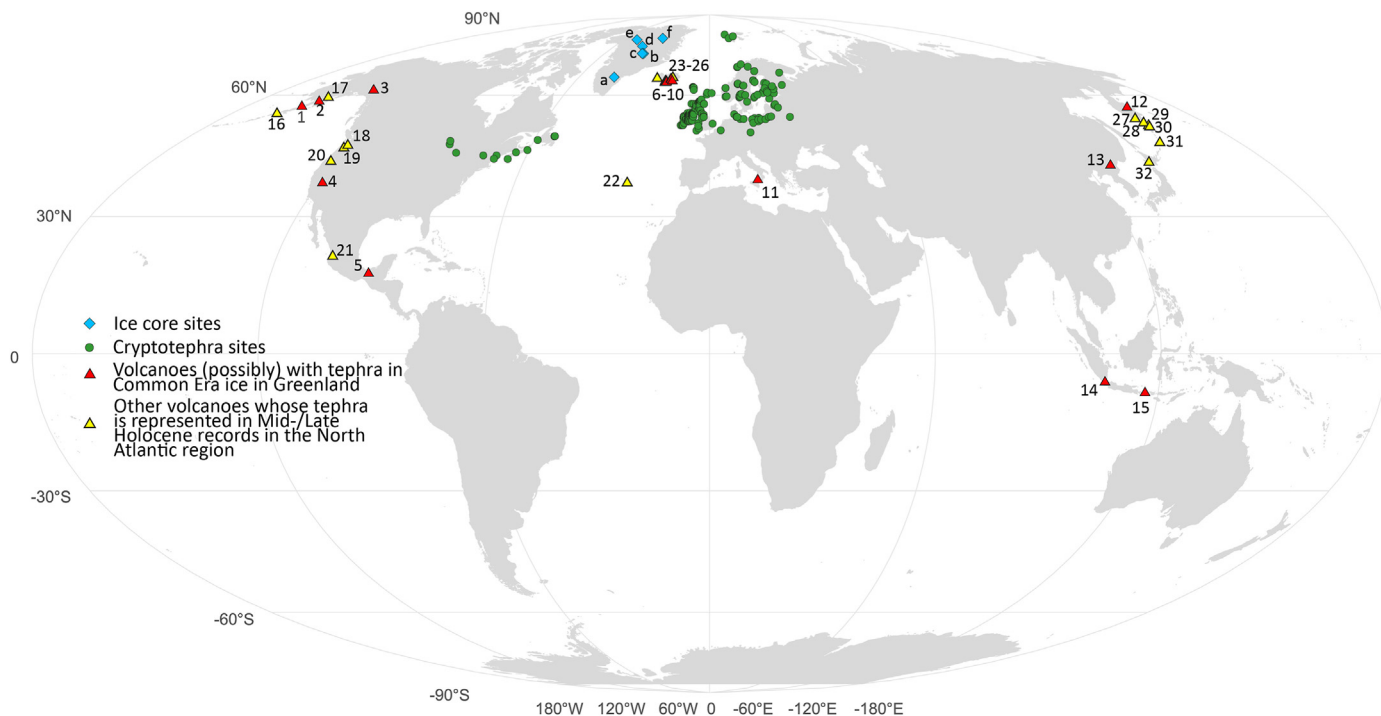 90°N
e
d
f
c
b
a
23-26
60°N
17
3
6-10
12
16
1
2
27
29
28
30
18
31
20
19
13
32
4
22
11
30°N
21
5
Ice core sites
Cryptotephra sites
0
Volcanoes (possibly) with tephra in
Common Era ice in Greenland
14
15
Other volcanoes whose tephra
is represented in Mid-/Late
Holocene records in the North
Atlantic region
-30°S
-60°S
-90°S
180°W 120°W 60°W 0 -60°E -120°E -180°E